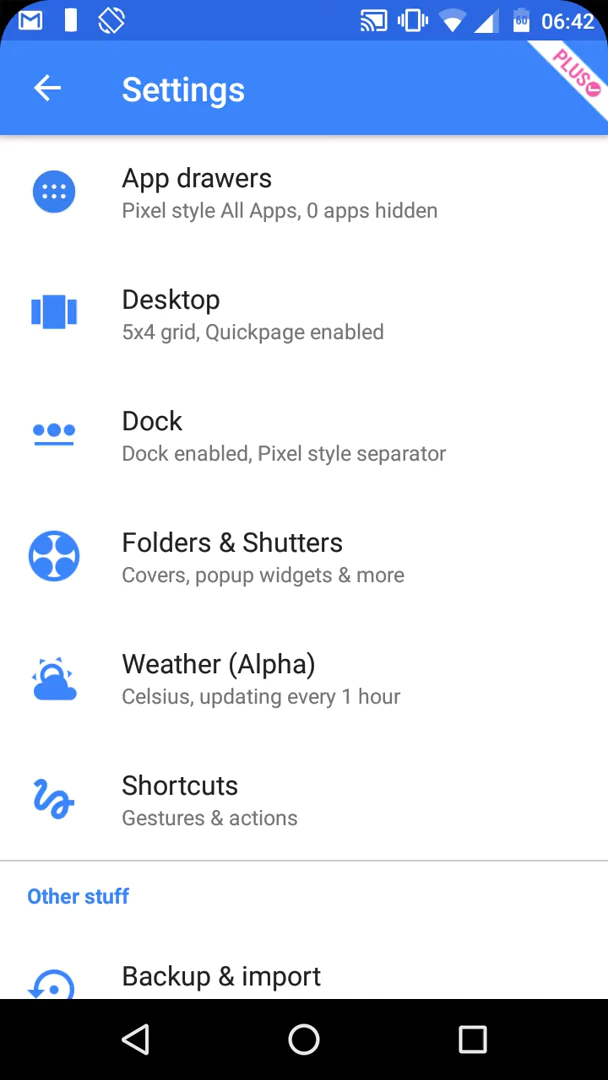 60 06:42
Settings
PLUS
App drawers
Pixel style All Apps, 0 apps hidden
Desktop
5x4 grid, Quickpage enabled
Dock
Dock enabled, Pixel style separator
Folders & Shutters
Covers, popup widgets & more
Weather (Alpha)
Celsius, updating every 1 hour
Shortcuts
Gestures & actions
Other stuff
Backup & import